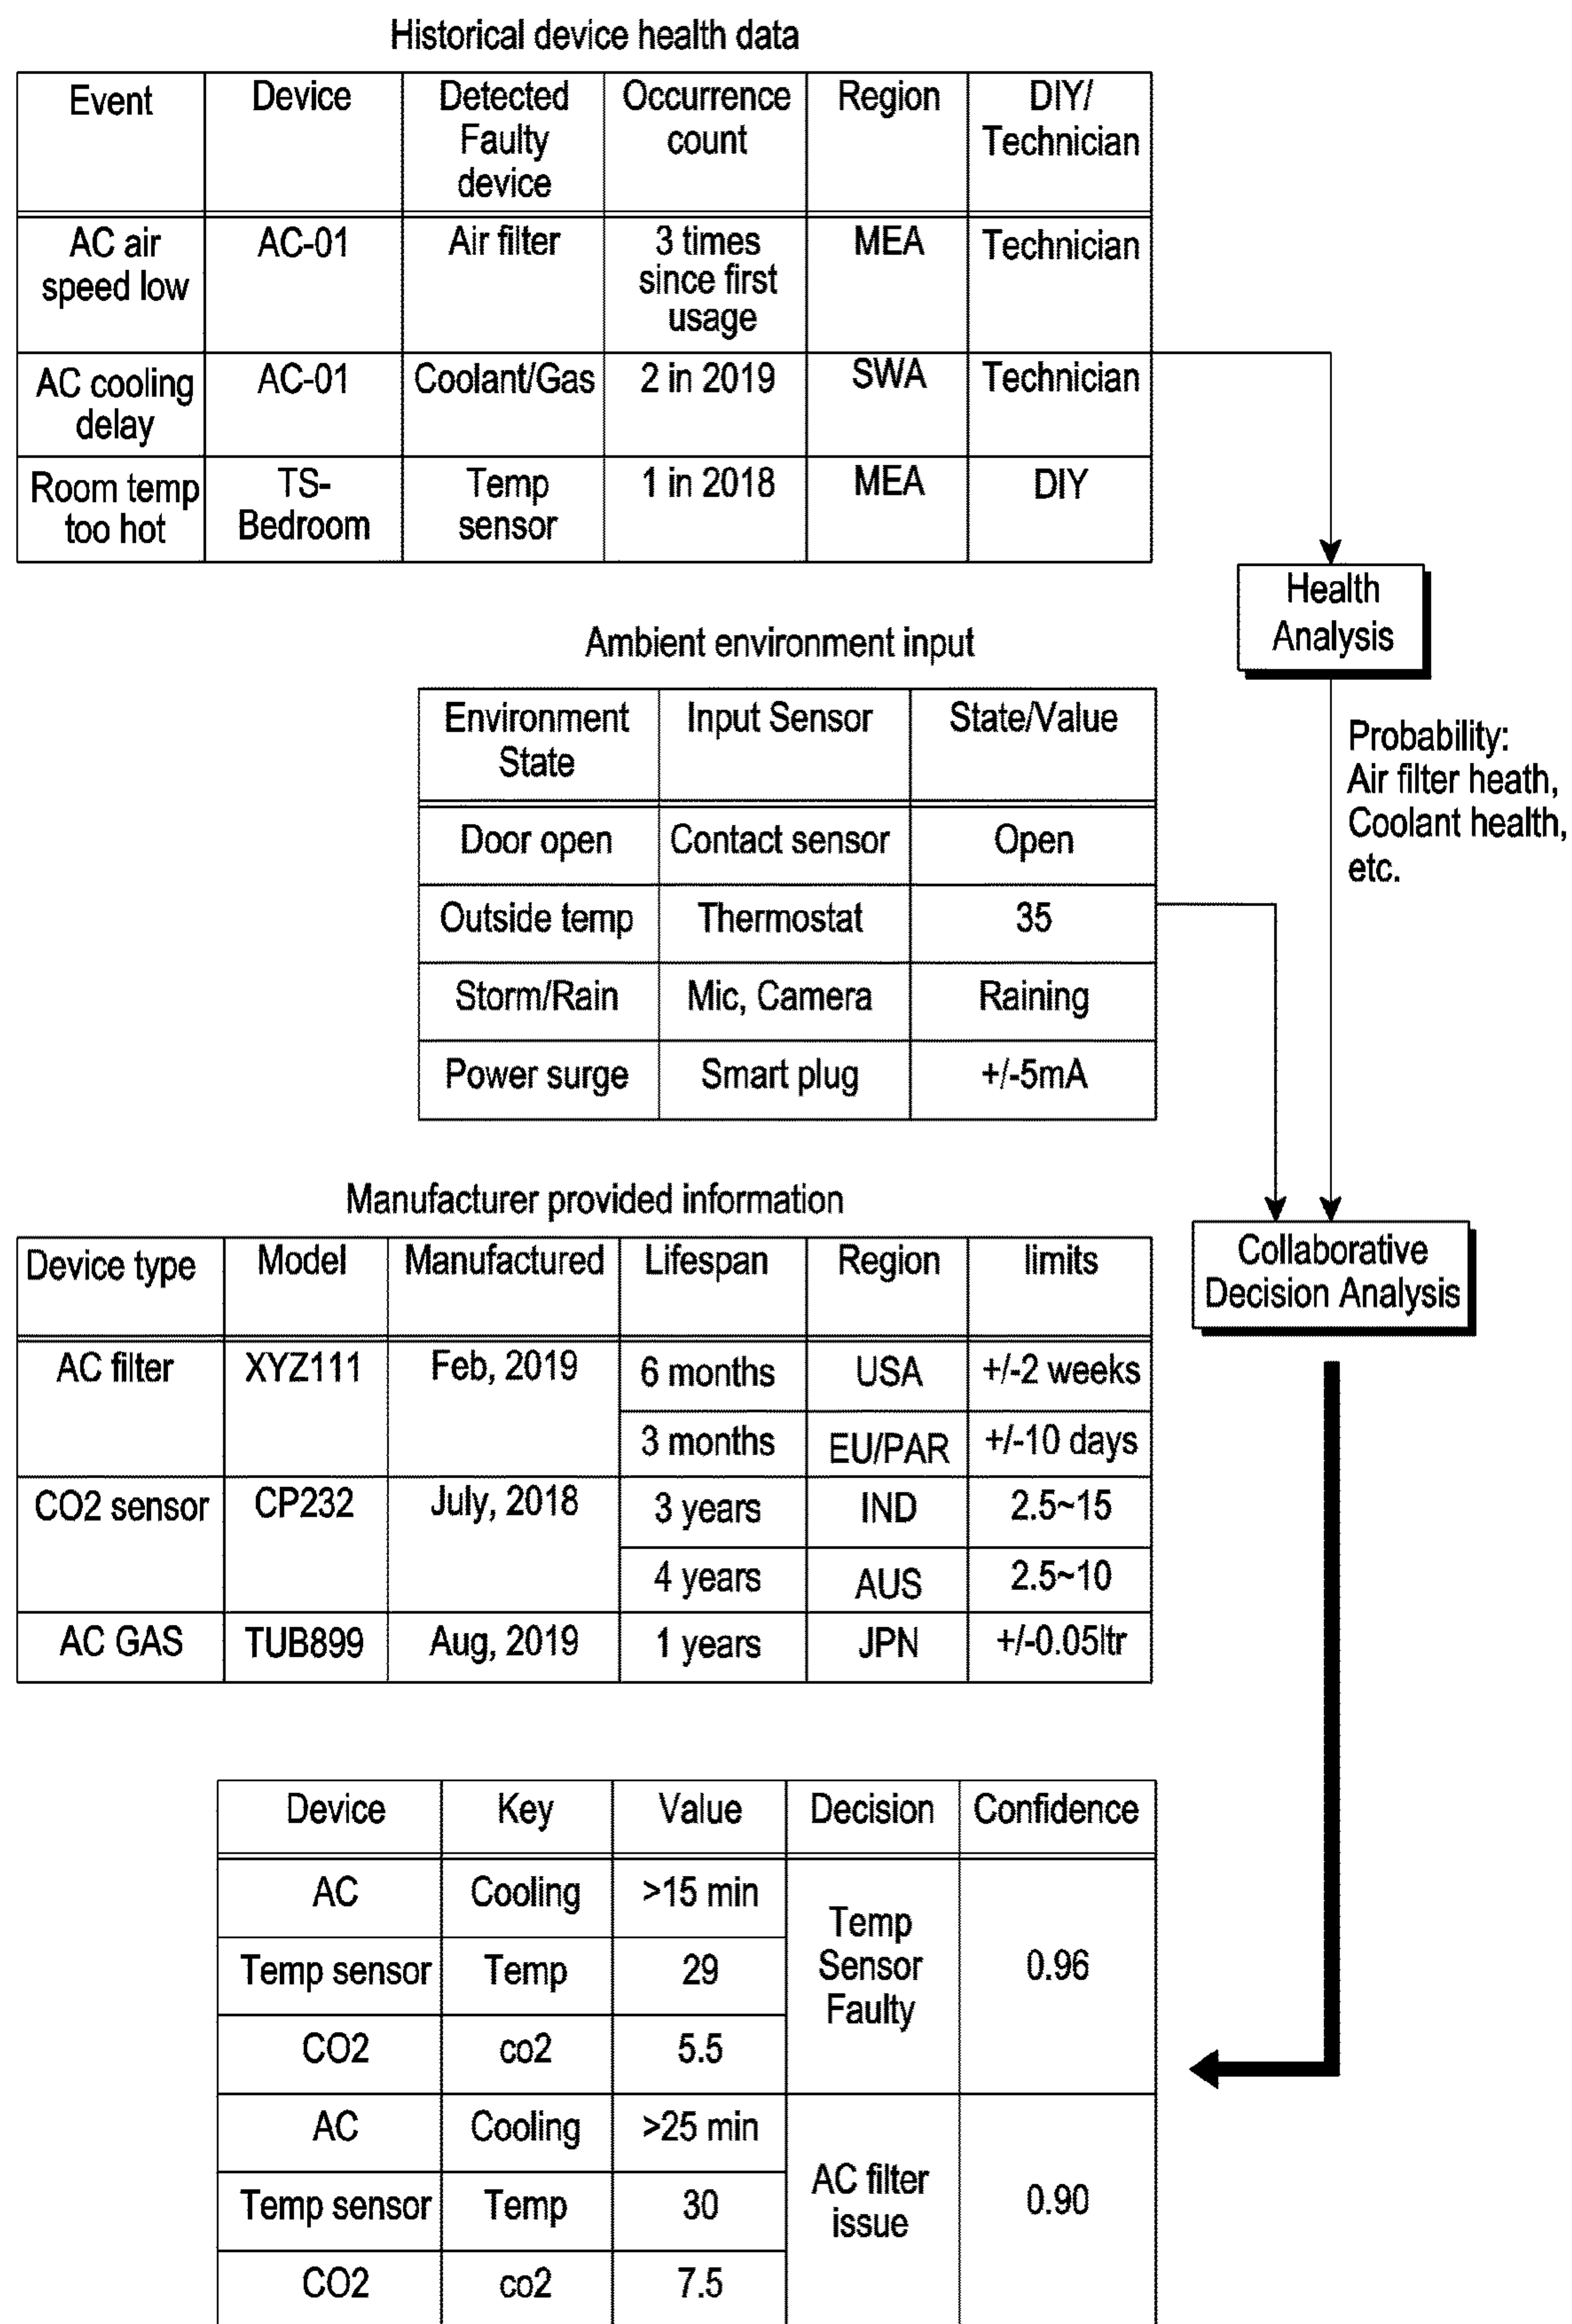 Historical device health data
Event Device Detected Faulty device Occurrence count Region DIY/ Technician
AC air speed low AC-01 Air filter 3 times since first usage MEA Technician
AC cooling delay AC-01 Coolant/Gas 2 in 2019 SWA Technician
Room temp too hot TS- Bedroom Temp sensor 1 in 2018 MEA DIY
Health
Analysis
Probability:
Air filter heath,
Coolant health,
etc.
Ambient environment input
Environment State Input Sensor State/Value
Door open Contact sensor Open
Outside temp Thermostat 35
Storm/Rain Mic, Camera Raining
Power surge Smart plug +/-5mA
Collaborative
Decision Analysis
Manufacturer provided information
Device type Model Manufactured Lifespan Region limits
AC filter XYZ111 Feb, 2019 6 months USA +/-2 weeks
3 months EU/PAR +/-10 days
CO2 sensor CP232 July, 2018 3 years IND 2.5~15
4 years AUS 2.5~10
AC GAS TUB899 Aug, 2019 1 years JPN +/-0.05ltr
Device Key Value Decision Confidence
AC Cooling >15 min
Temp sensor Temp 29 Temp Sensor Faulty 0.96
CO2 co2 5.5
AC Cooling >25 min
Temp sensor Temp 30 AC filter issue 0.90
CO2 co2 7.5